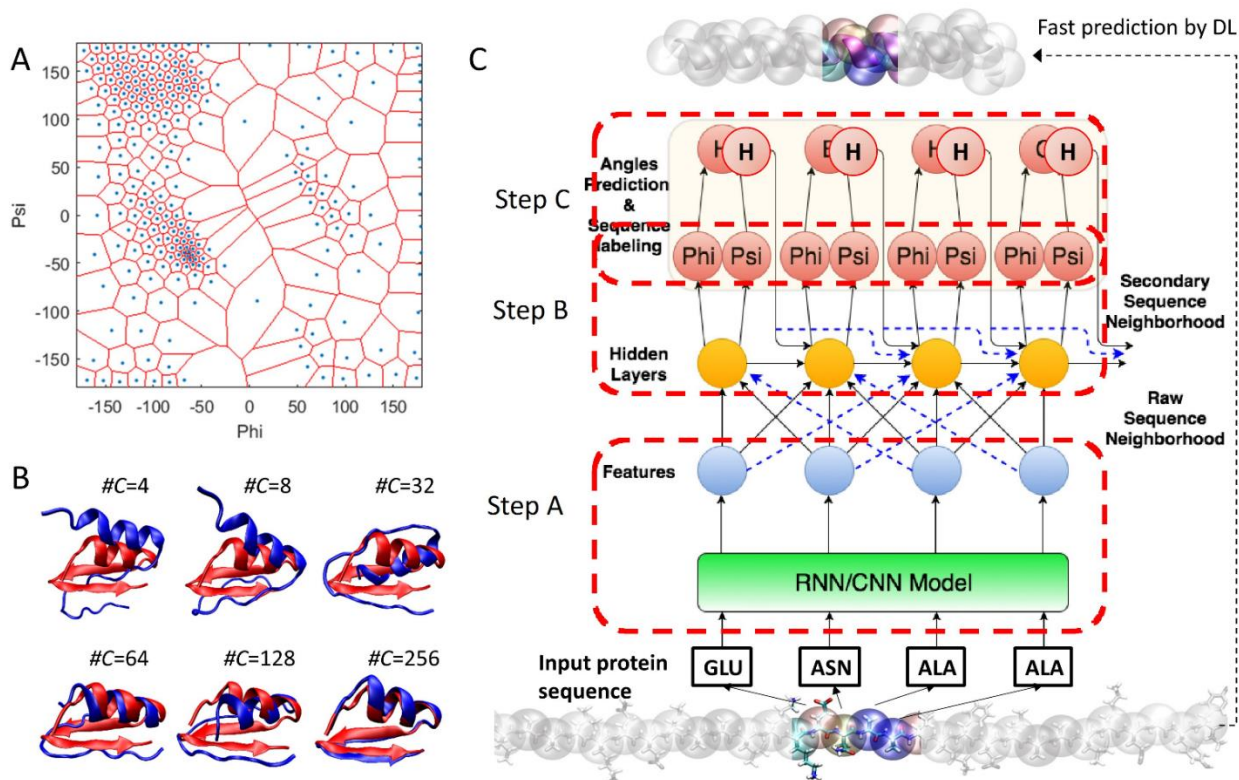 A
150
100
50
0
-50
-100
-150
Psi
-150 -100 -50 0 50 100 150
Phi
B
#C=4 #C=8 #C=32
#C=64 #C=128 #C=256
C
Fast prediction by DL
H H H H
Step C
Angles
Prediction
&
Sequence
labeling
Phi Psi Phi Psi Phi Psi Phi Psi
Step B
Secondary
Sequence
Neighborhood
Hidden
Layers
Raw
Sequence
Neighborhood
Features
Step A
RNN/CNN Model
Input protein
sequence
GLU ASN ALA ALA